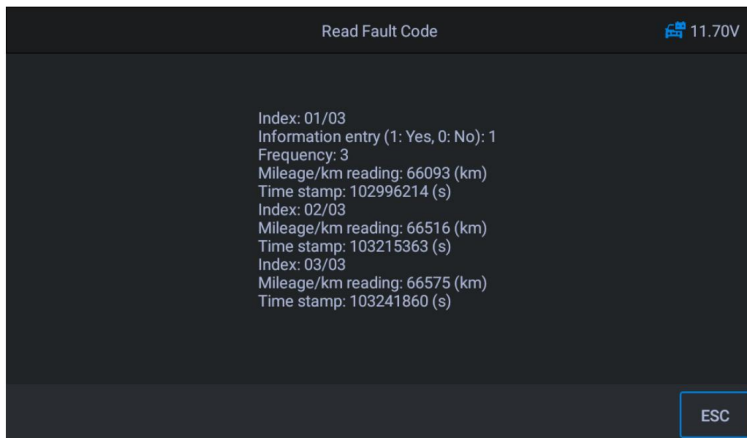 Read Fault Code
11.70V
Index: 01/03
Information entry (1: Yes, 0: No): 1
Frequency: 3
Mileage/km reading: 66093 (km)
Time stamp: 102996214 (s)
Index: 02/03
Mileage/km reading: 66516 (km)
Time stamp: 103215363 (s)
Index: 03/03
Mileage/km reading: 66575 (km)
Time stamp: 103241860 (s)
ESC